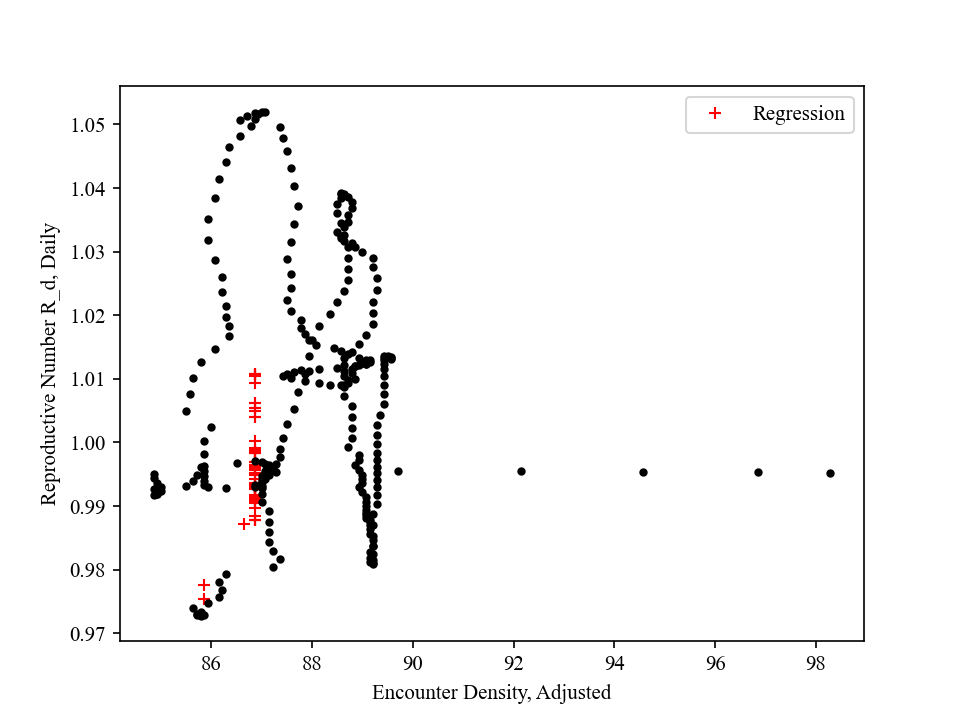 Regression
1.05
1.04
1.03
1.02
1.01
1.00
0.99
0.98
0.97
Reproductive Number R_d, Daily
86 88 90 92 94 96 98
Encounter Density, Adjusted